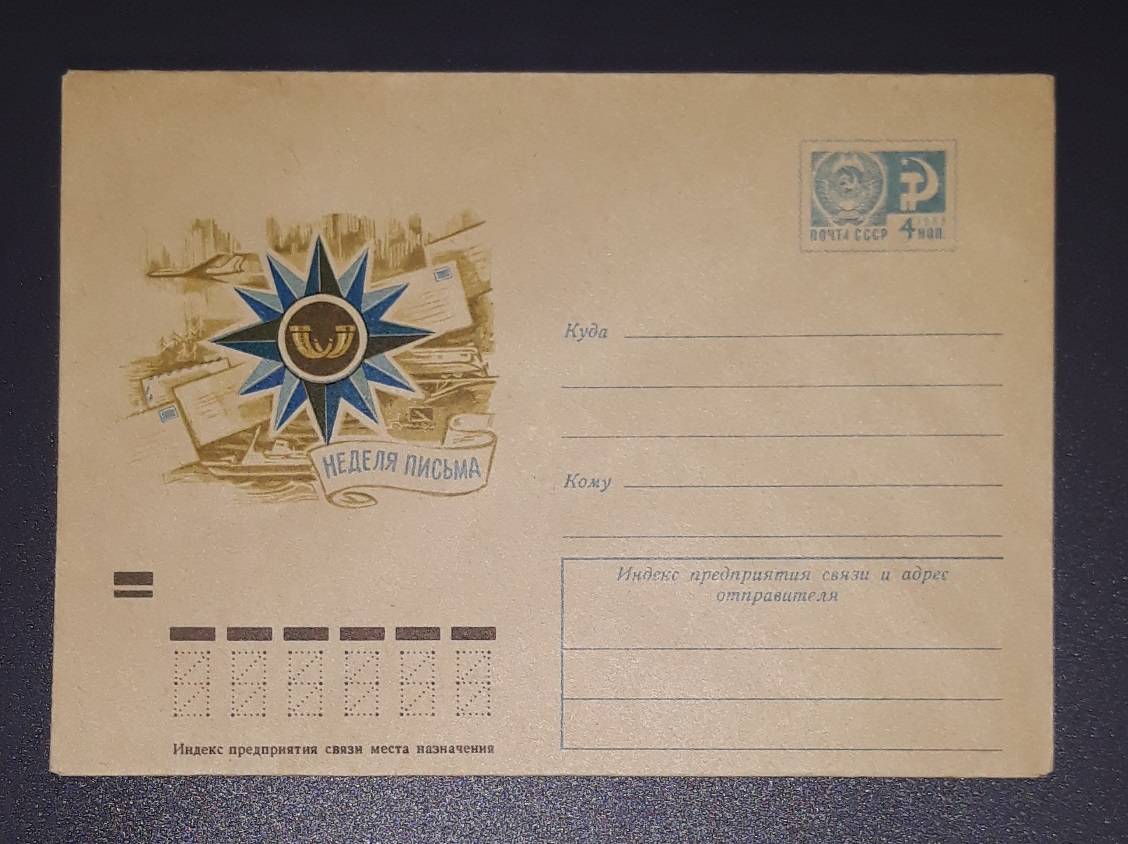 ПОЧТА СССР
4 коп.
НЕДЕЛЯ ПИСЬМА
Куда
Кому
Индекс предприятия связи и адрес
отправителя
Индекс предприятия связи места назначения